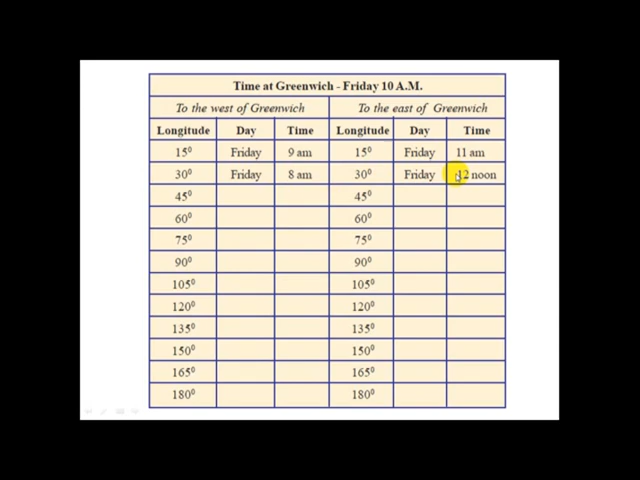 Time at Greenwich - Friday 10 A.M.
To the west of Greenwich To the east of Greenwich
Longitude Day Time Longitude Day Time
15⁰ Friday 9 am 15⁰ Friday 11 am
30⁰ Friday 8 am 30⁰ Friday 12 noon
45⁰ 45⁰
60⁰ 60⁰
75⁰ 75⁰
90⁰ 90⁰
105⁰ 105⁰
120⁰ 120⁰
135⁰ 135⁰
150⁰ 150⁰
165⁰ 165⁰
180⁰ 180⁰